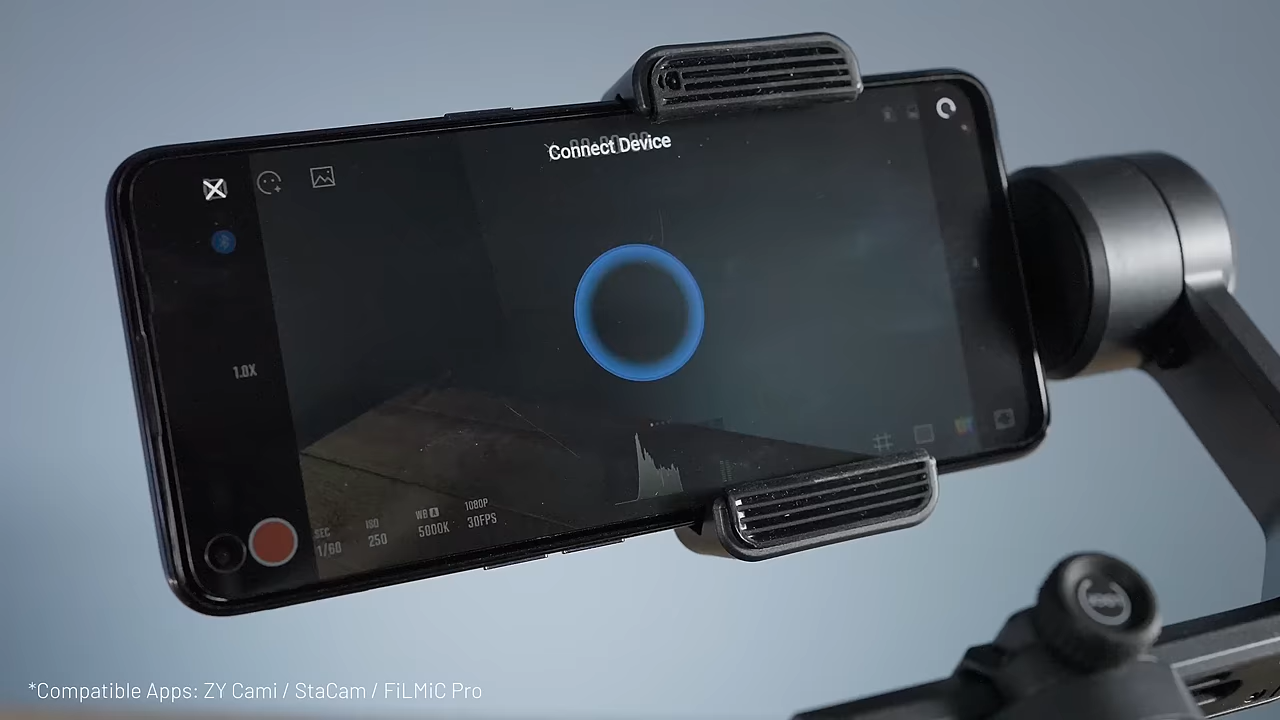 Connect Device
1.0X
SEC
1/60
ISO
250
WB A
5000K
1080P
30FPS
*Compatible Apps: ZY Cami / StaCam / FiLMiC Pro